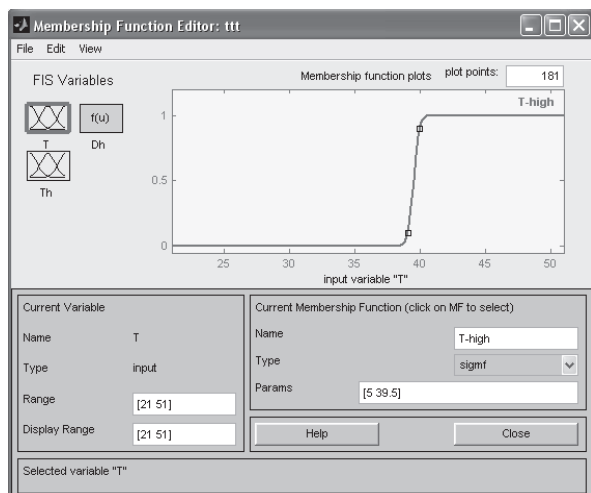 Membership Function Editor: ttt
File Edit View
FIS Variables
Membership function plots plot points: 181
f(u)
T Dh
Th
T-high
1
0.5
0
25 30 35 40 45 50
input variable "T"
Current Variable
Name T
Type input
Range [21 51]
Display Range [21 51]
Current Membership Function (click on MF to select)
Name T-high
Type sigmf
Params [5 39.5]
Help Close
Selected variable "T"